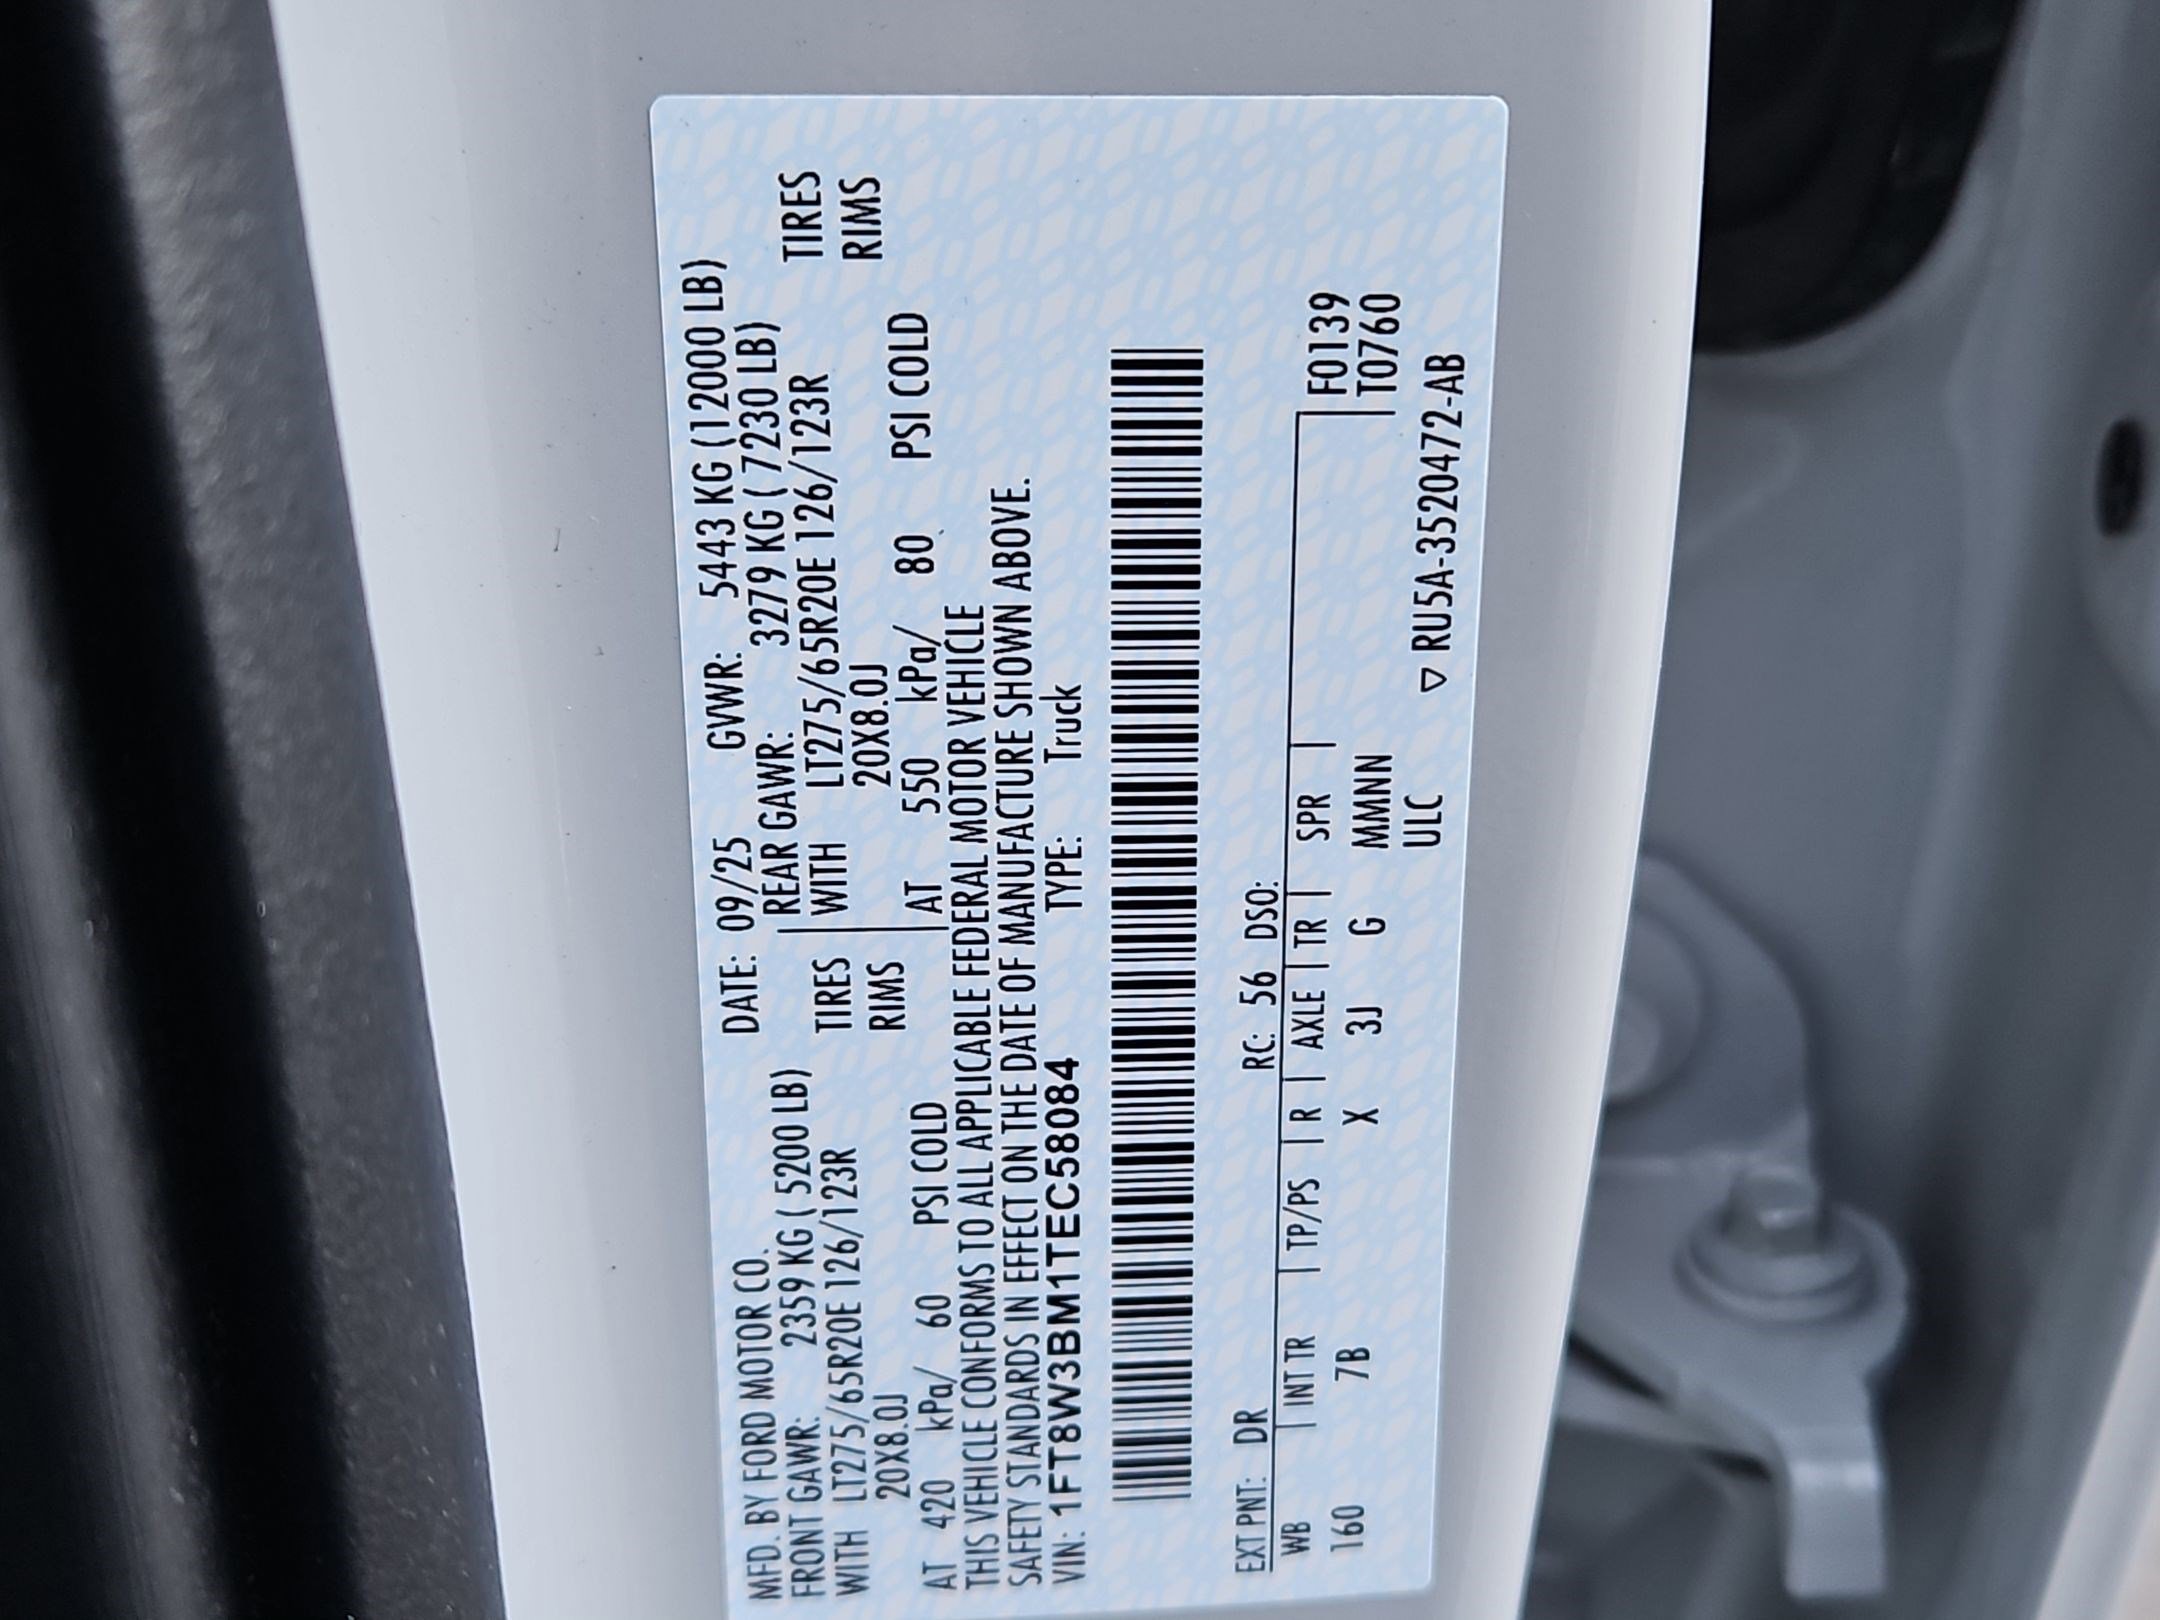 MFD. BY FORD MOTOR CO. DATE: 09/25 GVWR: 5443 KG (12000 LB)
FRONT GAWR: 2359 KG ( 5200 LB) REAR GAWR: 3279 KG ( 7230 LB)
WITH LT275/65R20E 126/123R TIRES WITH LT275/65R20E 126/123R TIRES
20X8.0J RIMS 20X8.0J RIMS
AT 420 kPa/ 60 PSI COLD AT 550 kPa/ 80 PSI COLD
THIS VEHICLE CONFORMS TO ALL APPLICABLE FEDERAL MOTOR VEHICLE
SAFETY STANDARDS IN EFFECT ON THE DATE OF MANUFACTURE SHOWN ABOVE.
VIN: 1FT8W3BM1TEC58084 TYPE: Truck
EXT PNT: DR RC: 56 DSO:
WB | INT TR | TP/PS | R | AXLE | TR | SPR | F0139
160 7B X 3J G MMNN T0760
ULC ▽ RU5A-3520472-AB